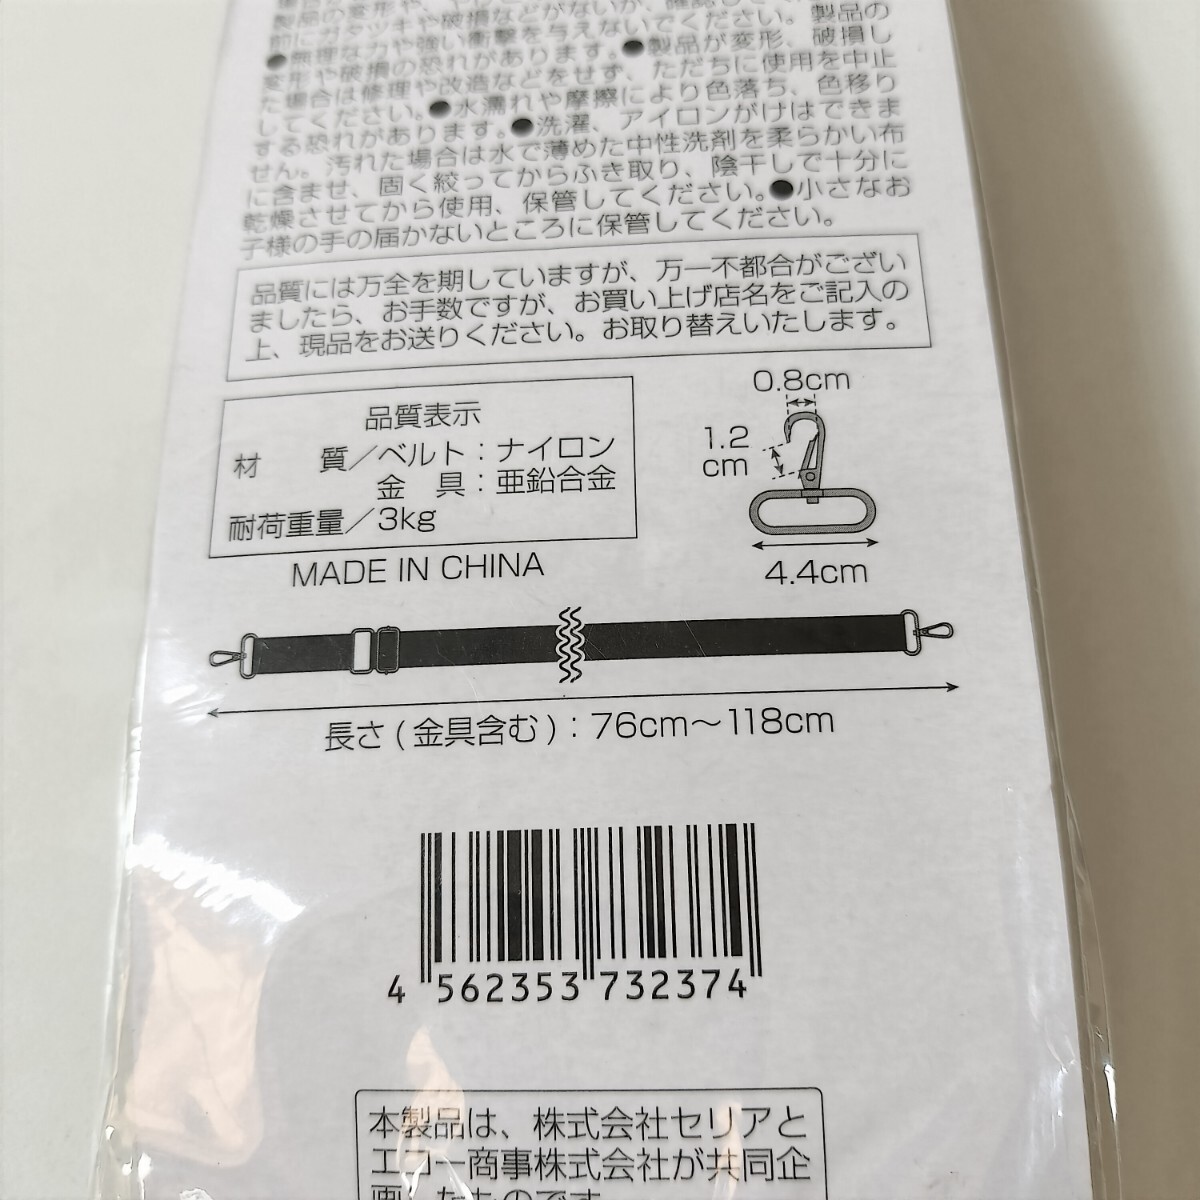 製品の変形や、
前にガタツキや破損などがないか、確認してく
●無理な力や強い衝撃を与えないでください。製品の
変形や破損の恐れがあります。●製品が変形、破損し
た場合は修理や改造などをせず、ただちに使用を中止
してください。●水濡れや摩擦により色落ち、色移り
する恐れがあります。●洗濯、アイロンがけはできま
せん。汚れた場合は水で薄めた中性洗剤を柔らかい布
に含ませ、固く絞ってからふき取り、陰干しで十分に
乾燥させてから使用、保管してください。●小さなお
子様の手の届かないところに保管してください。
品質には万全を期していますが、万一不都合がござい
ましたら、お手数ですが、お買い上げ店名をご記入の
上、現品をお送りください。お取り替えいたします。
品質表示
材　質／ベルト：ナイロン
金　具：亜鉛合金
耐荷重量／3kg
MADE IN CHINA
0.8cm
1.2
cm
4.4cm
長さ(金具含む)：76cm～118cm
4 562353 732374
本製品は、株式会社セリアと
エコー商事株式会社が共同企
画したものです。